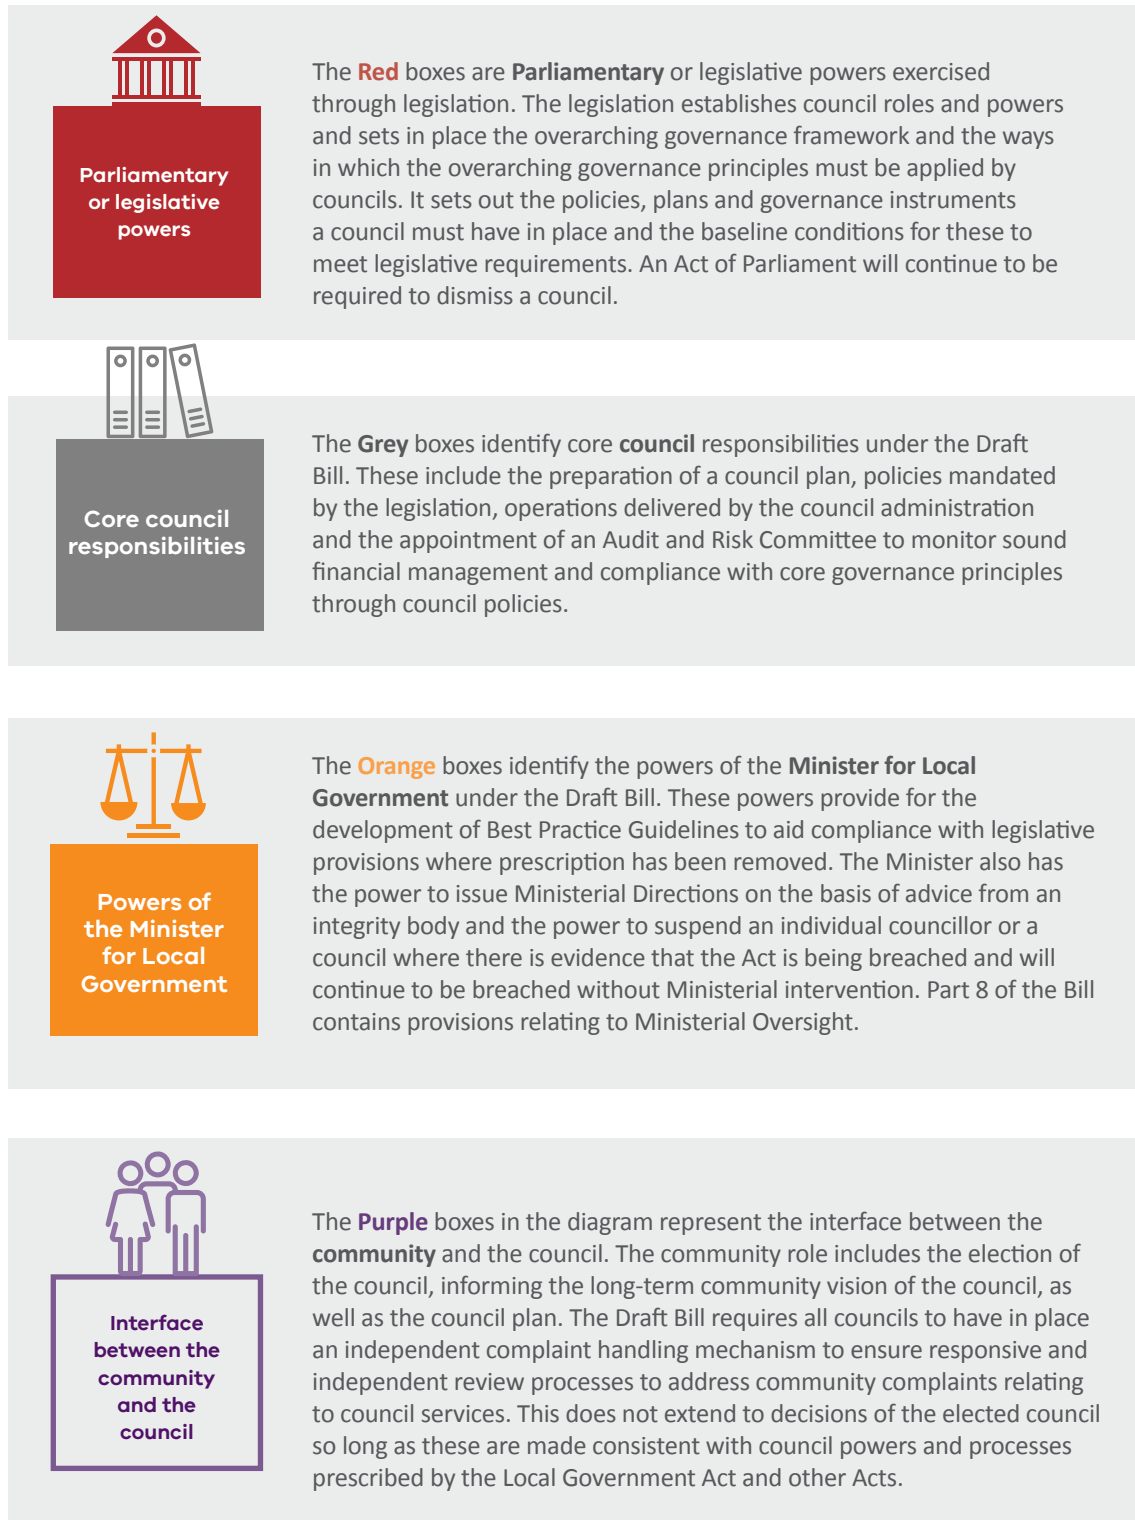 Parliamentary
or legislative
powers
The Red boxes are Parliamentary or legislative powers exercised
through legislation. The legislation establishes council roles and powers
and sets in place the overarching governance framework and the ways
in which the overarching governance principles must be applied by
councils. It sets out the policies, plans and governance instruments
a council must have in place and the baseline conditions for these to
meet legislative requirements. An Act of Parliament will continue to be
required to dismiss a council.
Core council
responsibilities
The Grey boxes identify core council responsibilities under the Draft
Bill. These include the preparation of a council plan, policies mandated
by the legislation, operations delivered by the council administration
and the appointment of an Audit and Risk Committee to monitor sound
financial management and compliance with core governance principles
through council policies.
Powers of
the Minister
for Local
Government
The Orange boxes identify the powers of the Minister for Local
Government under the Draft Bill. These powers provide for the
development of Best Practice Guidelines to aid compliance with legislative
provisions where prescription has been removed. The Minister also has
the power to issue Ministerial Directions on the basis of advice from an
integrity body and the power to suspend an individual councillor or a
council where there is evidence that the Act is being breached and will
continue to be breached without Ministerial intervention. Part 8 of the Bill
contains provisions relating to Ministerial Oversight.
Interface
between the
community
and the
council
The Purple boxes in the diagram represent the interface between the
community and the council. The community role includes the election of
the council, informing the long-term community vision of the council, as
well as the council plan. The Draft Bill requires all councils to have in place
an independent complaint handling mechanism to ensure responsive and
independent review processes to address community complaints relating
to council services. This does not extend to decisions of the elected council
so long as these are made consistent with council powers and processes
prescribed by the Local Government Act and other Acts.